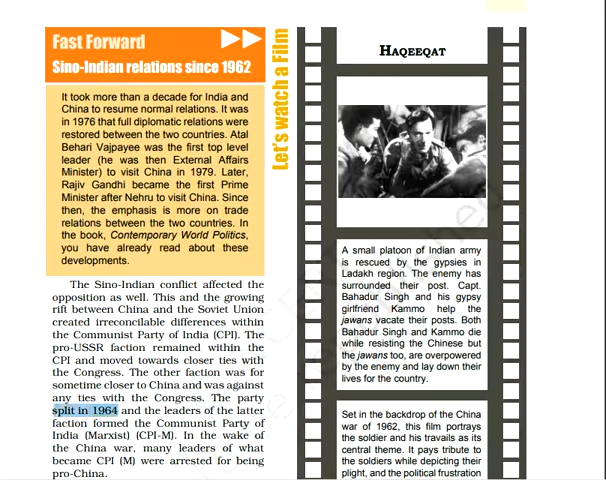 Fast Forward
Sino-Indian relations since 1962
It took more than a decade for India and
China to resume normal relations. It was
in 1976 that full diplomatic relations were
restored between the two countries. Atal
Behari Vajpayee was the first top level
leader (he was then External Affairs
Minister) to visit China in 1979. Later,
Rajiv Gandhi became the first Prime
Minister after Nehru to visit China. Since
then, the emphasis is more on trade
relations between the two countries. In
the book, Contemporary World Politics,
you have already read about these
developments.
The Sino-Indian conflict affected the
opposition as well. This and the growing
rift between China and the Soviet Union
created irreconcilable differences within
the Communist Party of India (CPI). The
pro-USSR faction remained within the
CPI and moved towards closer ties with
the Congress. The other faction was for
sometime closer to China and was against
any ties with the Congress. The party
split in 1964 and the leaders of the latter
faction formed the Communist Party of
India (Marxist) (CPI-M). In the wake of
the China war, many leaders of what
became CPI (M) were arrested for being
pro-China.
Let's watch a Film
HAQEEQAT
A small platoon of Indian army
is rescued by the gypsies in
Ladakh region. The enemy has
surrounded their post. Capt.
Bahadur Singh and his gypsy
girlfriend Kammo help the
jawans vacate their posts. Both
Bahadur Singh and Kammo die
while resisting the Chinese but
the jawans too, are overpowered
by the enemy and lay down their
lives for the country.
Set in the backdrop of the China
war of 1962, this film portrays
the soldier and his travails as its
central theme. It pays tribute to
the soldiers while depicting their
plight, and the political frustration